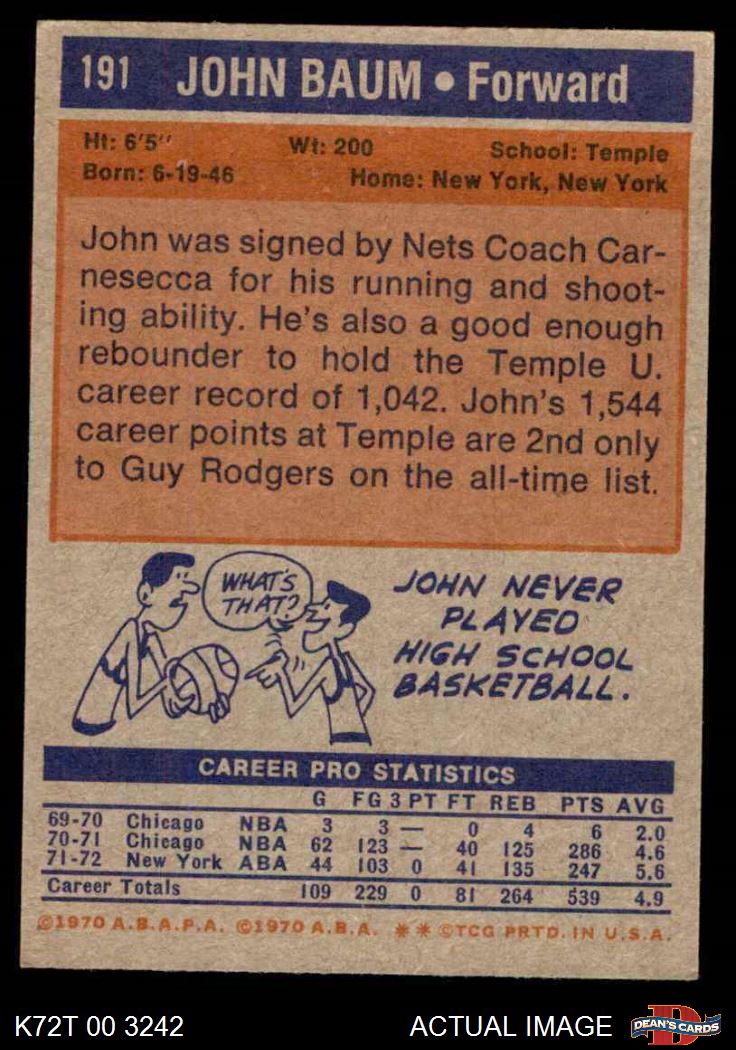 191 JOHN BAUM • Forward
Ht: 6'5" Wt: 200 School: Temple
Born: 6-19-46 Home: New York, New York
John was signed by Nets Coach Car-
nesecca for his running and shoot-
ing ability. He's also a good enough
rebounder to hold the Temple U.
career record of 1,042. John's 1,544
career points at Temple are 2nd only
to Guy Rodgers on the all-time list.
WHAT'S
THAT?
JOHN NEVER
PLAYED
HIGH SCHOOL
BASKETBALL.
CAREER PRO STATISTICS
G FG 3 PT FT REB PTS AVG
69-70 Chicago NBA 3 3 — 0 4 6 2.0
70-71 Chicago NBA 62 123 — 40 125 286 4.6
71-72 New York ABA 44 103 0 41 135 247 5.6
Career Totals 109 229 0 81 264 539 4.9
©1970 A.B.A.P.A. ©1970 A.B.A. ** ©TCG PRTD. IN U.S.A.
K72T 00 3242 ACTUAL IMAGE
D
DEAN'S CARDS